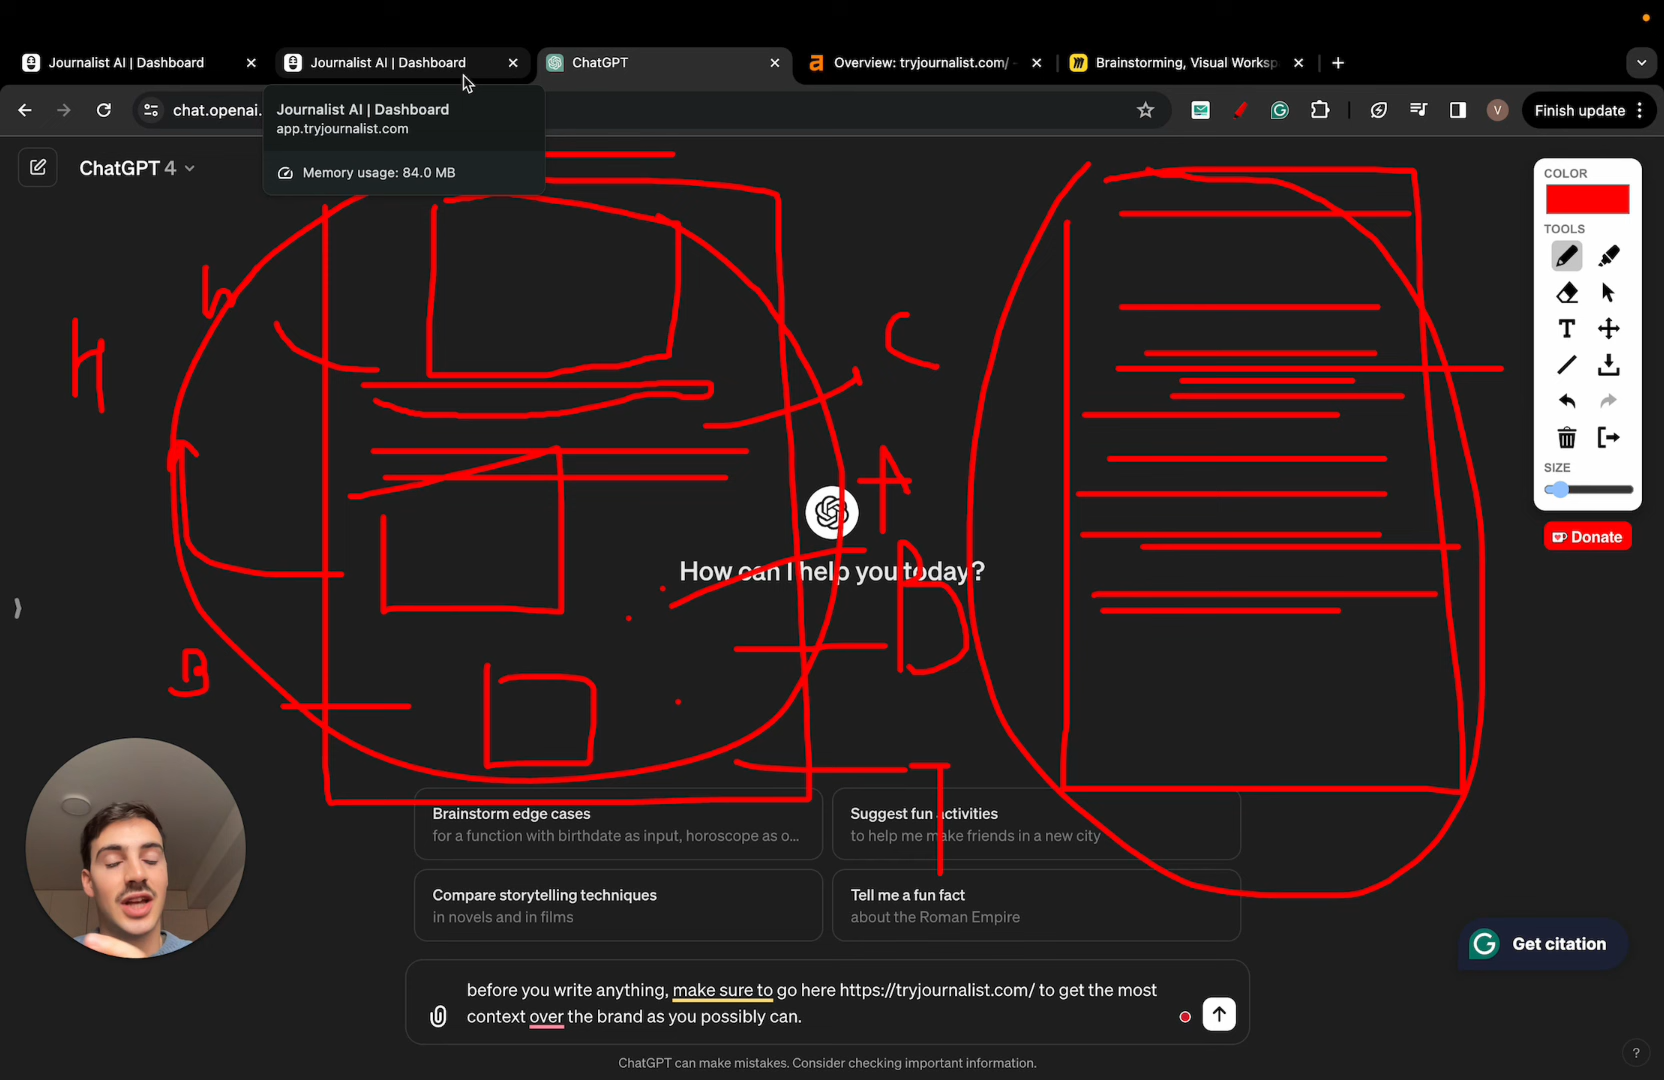 Journalist AI | Dashboard
Journalist AI | Dashboard
ChatGPT
Overview: tryjournalist.com/ -
Brainstorming, Visual Worksp
chat.openai.
Finish update
V
Journalist AI | Dashboard
app.tryjournalist.com
Memory usage: 84.0 MB
ChatGPT 4
COLOR
TOOLS
T
SIZE
Donate
H
h
C
A
B
B
T
How can I help you today?
Brainstorm edge cases
for a function with birthdate as input, horoscope as o...
Suggest fun activities
to help me make friends in a new city
Compare storytelling techniques
in novels and in films
Tell me a fun fact
about the Roman Empire
Get citation
before you write anything, make sure to go here https://tryjournalist.com/ to get the most
context over the brand as you possibly can.
ChatGPT can make mistakes. Consider checking important information.
?